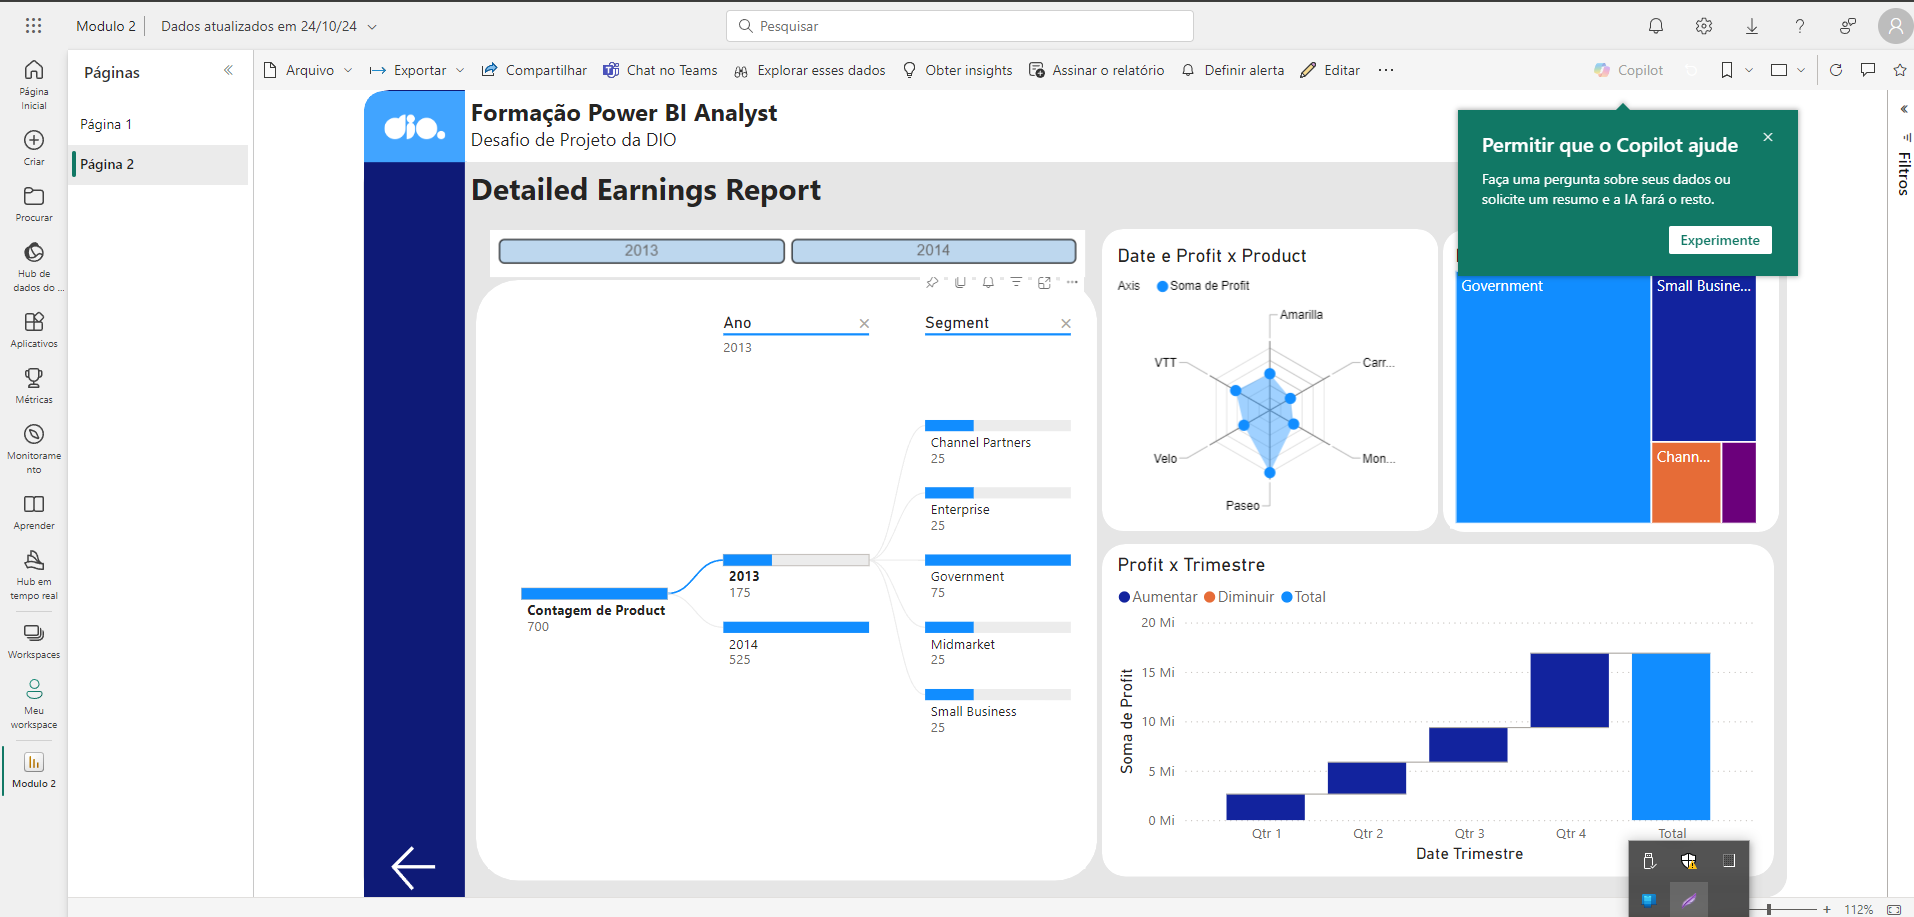 Modulo 2
Dados atualizados em 24/10/24
Pesquisar
Página
Inicial
Criar
Procurar
Hub de
dados do ...
Aplicativos
Métricas
Monitorame
nto
Aprender
Hub em
tempo real
Workspaces
Meu
workspace
Modulo 2
Páginas
Página 1
Página 2
Arquivo
Exportar
Compartilhar
Chat no Teams
Explorar esses dados
Obter insights
Assinar o relatório
Definir alerta
Editar
Copilot
dio.
Formação Power BI Analyst
Desafio de Projeto da DIO
Detailed Earnings Report
2013
2014
Ano
2013
Segment
Contagem de Product
700
2013
175
2014
525
Channel Partners
25
Enterprise
25
Government
75
Midmarket
25
Small Business
25
Date e Profit x Product
Axis
Soma de Profit
Amarilla
Carr...
Mon...
Paseo
Velo
VTT
Permitir que o Copilot ajude
Faça uma pergunta sobre seus dados ou
solicite um resumo e a IA fará o resto.
Experimente
Government
Small Busine...
Chann...
Profit x Trimestre
Aumentar
Diminuir
Total
Soma de Profit
20 Mi
15 Mi
10 Mi
5 Mi
0 Mi
Qtr 1
Qtr 2
Qtr 3
Qtr 4
Total
Date Trimestre
Filtros
112%